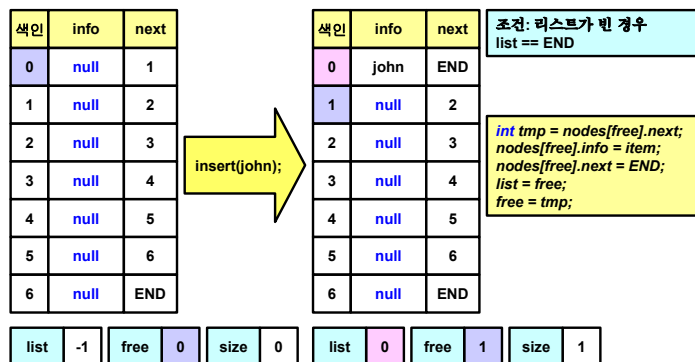 색인 info next
0 null 1
1 null 2
2 null 3
3 null 4
4 null 5
5 null 6
6 null END
list -1 free 0 size 0
insert(john);
색인 info next
0 john END
1 null 2
2 null 3
3 null 4
4 null 5
5 null 6
6 null END
list 0 free 1 size 1
조건: 리스트가 빈 경우
list == END
int tmp = nodes[free].next;
nodes[free].info = item;
nodes[free].next = END;
list = free;
free = tmp;